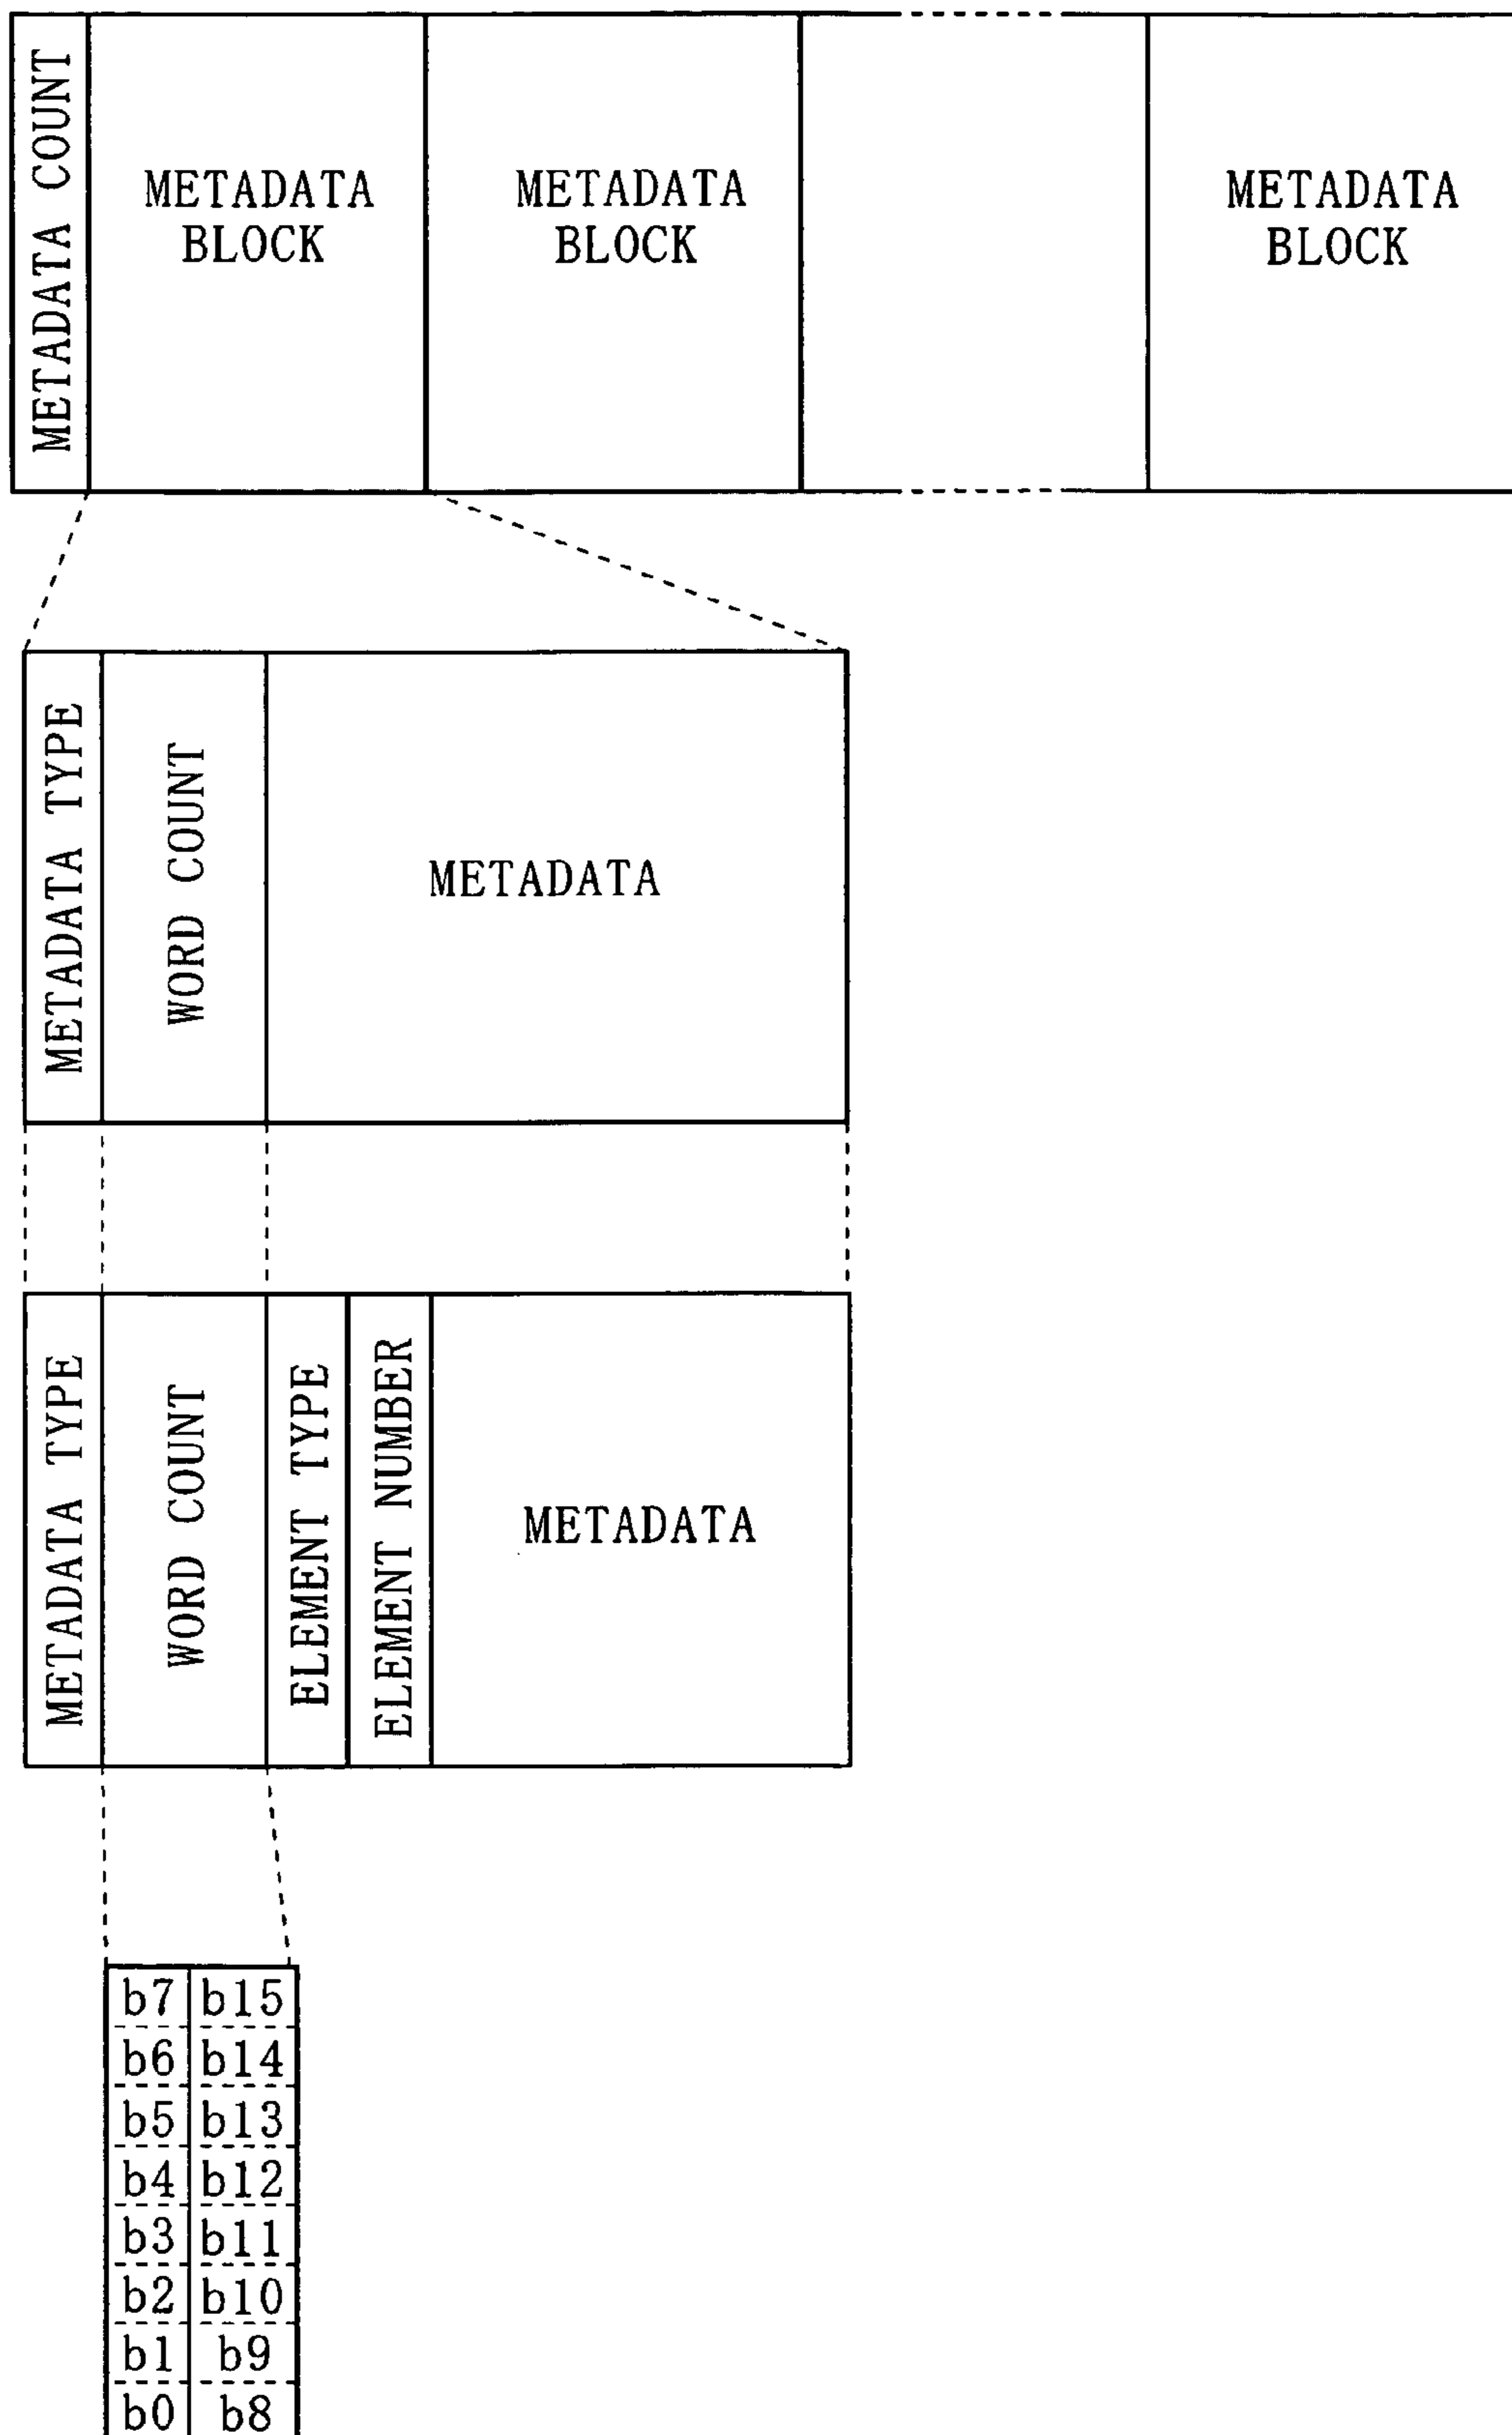 METADATA COUNT
METADATA
BLOCK
METADATA
BLOCK
METADATA
BLOCK
METADATA TYPE
WORD COUNT
METADATA
METADATA TYPE
WORD COUNT
ELEMENT TYPE
ELEMENT NUMBER
METADATA
b7 b15
b6 b14
b5 b13
b4 b12
b3 b11
b2 b10
b1 b9
b0 b8